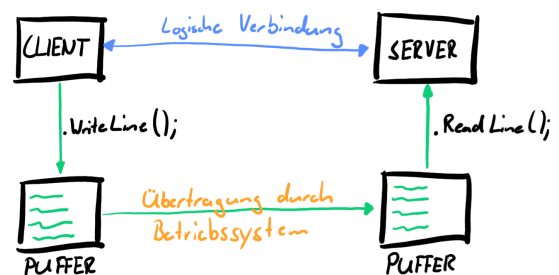 CLIENT
Logische Verbindung
SERVER
.WriteLine();
.ReadLine();
Übertragung durch
Betriebssystem
PUFFER
PUFFER